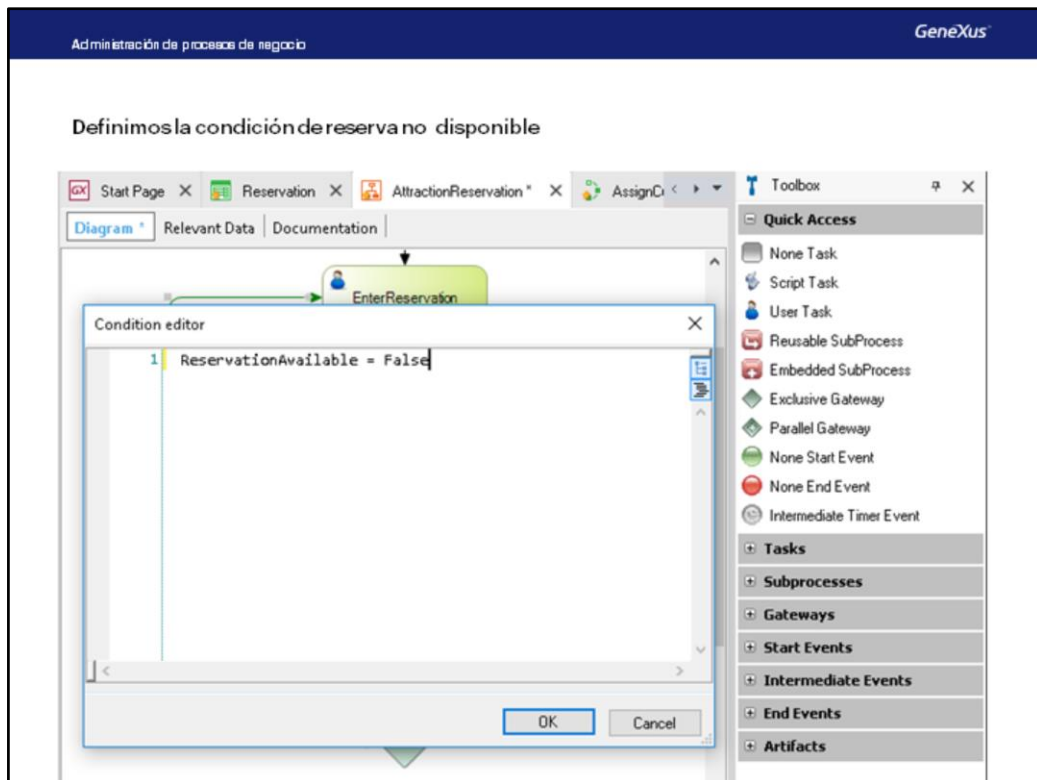 Administración de procesos de negocio
GeneXus
Definimos la condición de reserva no disponible
GX Start Page X Reservation X AttractionReservation * X
Diagram * Relevant Data Documentation
EnterReservation
Condition editor
1 ReservationAvailable = False
OK Cancel
Toolbox
Quick Access
None Task
Script Task
User Task
Reusable SubProcess
Embedded SubProcess
Exclusive Gateway
Parallel Gateway
None Start Event
None End Event
Intermediate Timer Event
Tasks
Subprocesses
Gateways
Start Events
Intermediate Events
End Events
Artifacts